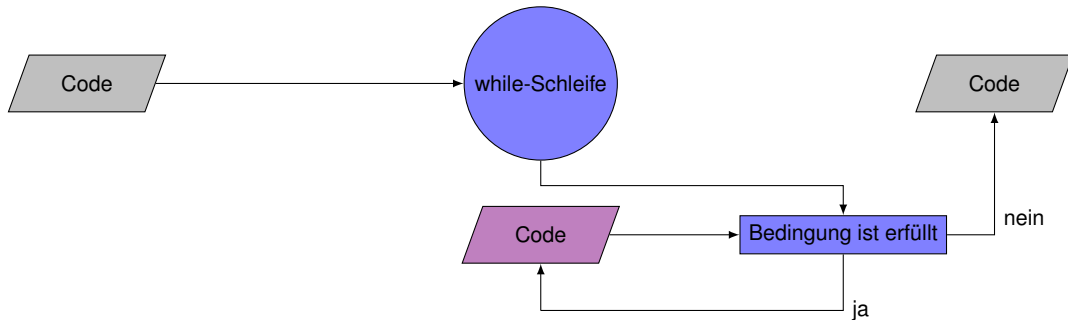 Code
while-Schleife
Code
nein
Code
Bedingung ist erfüllt
ja